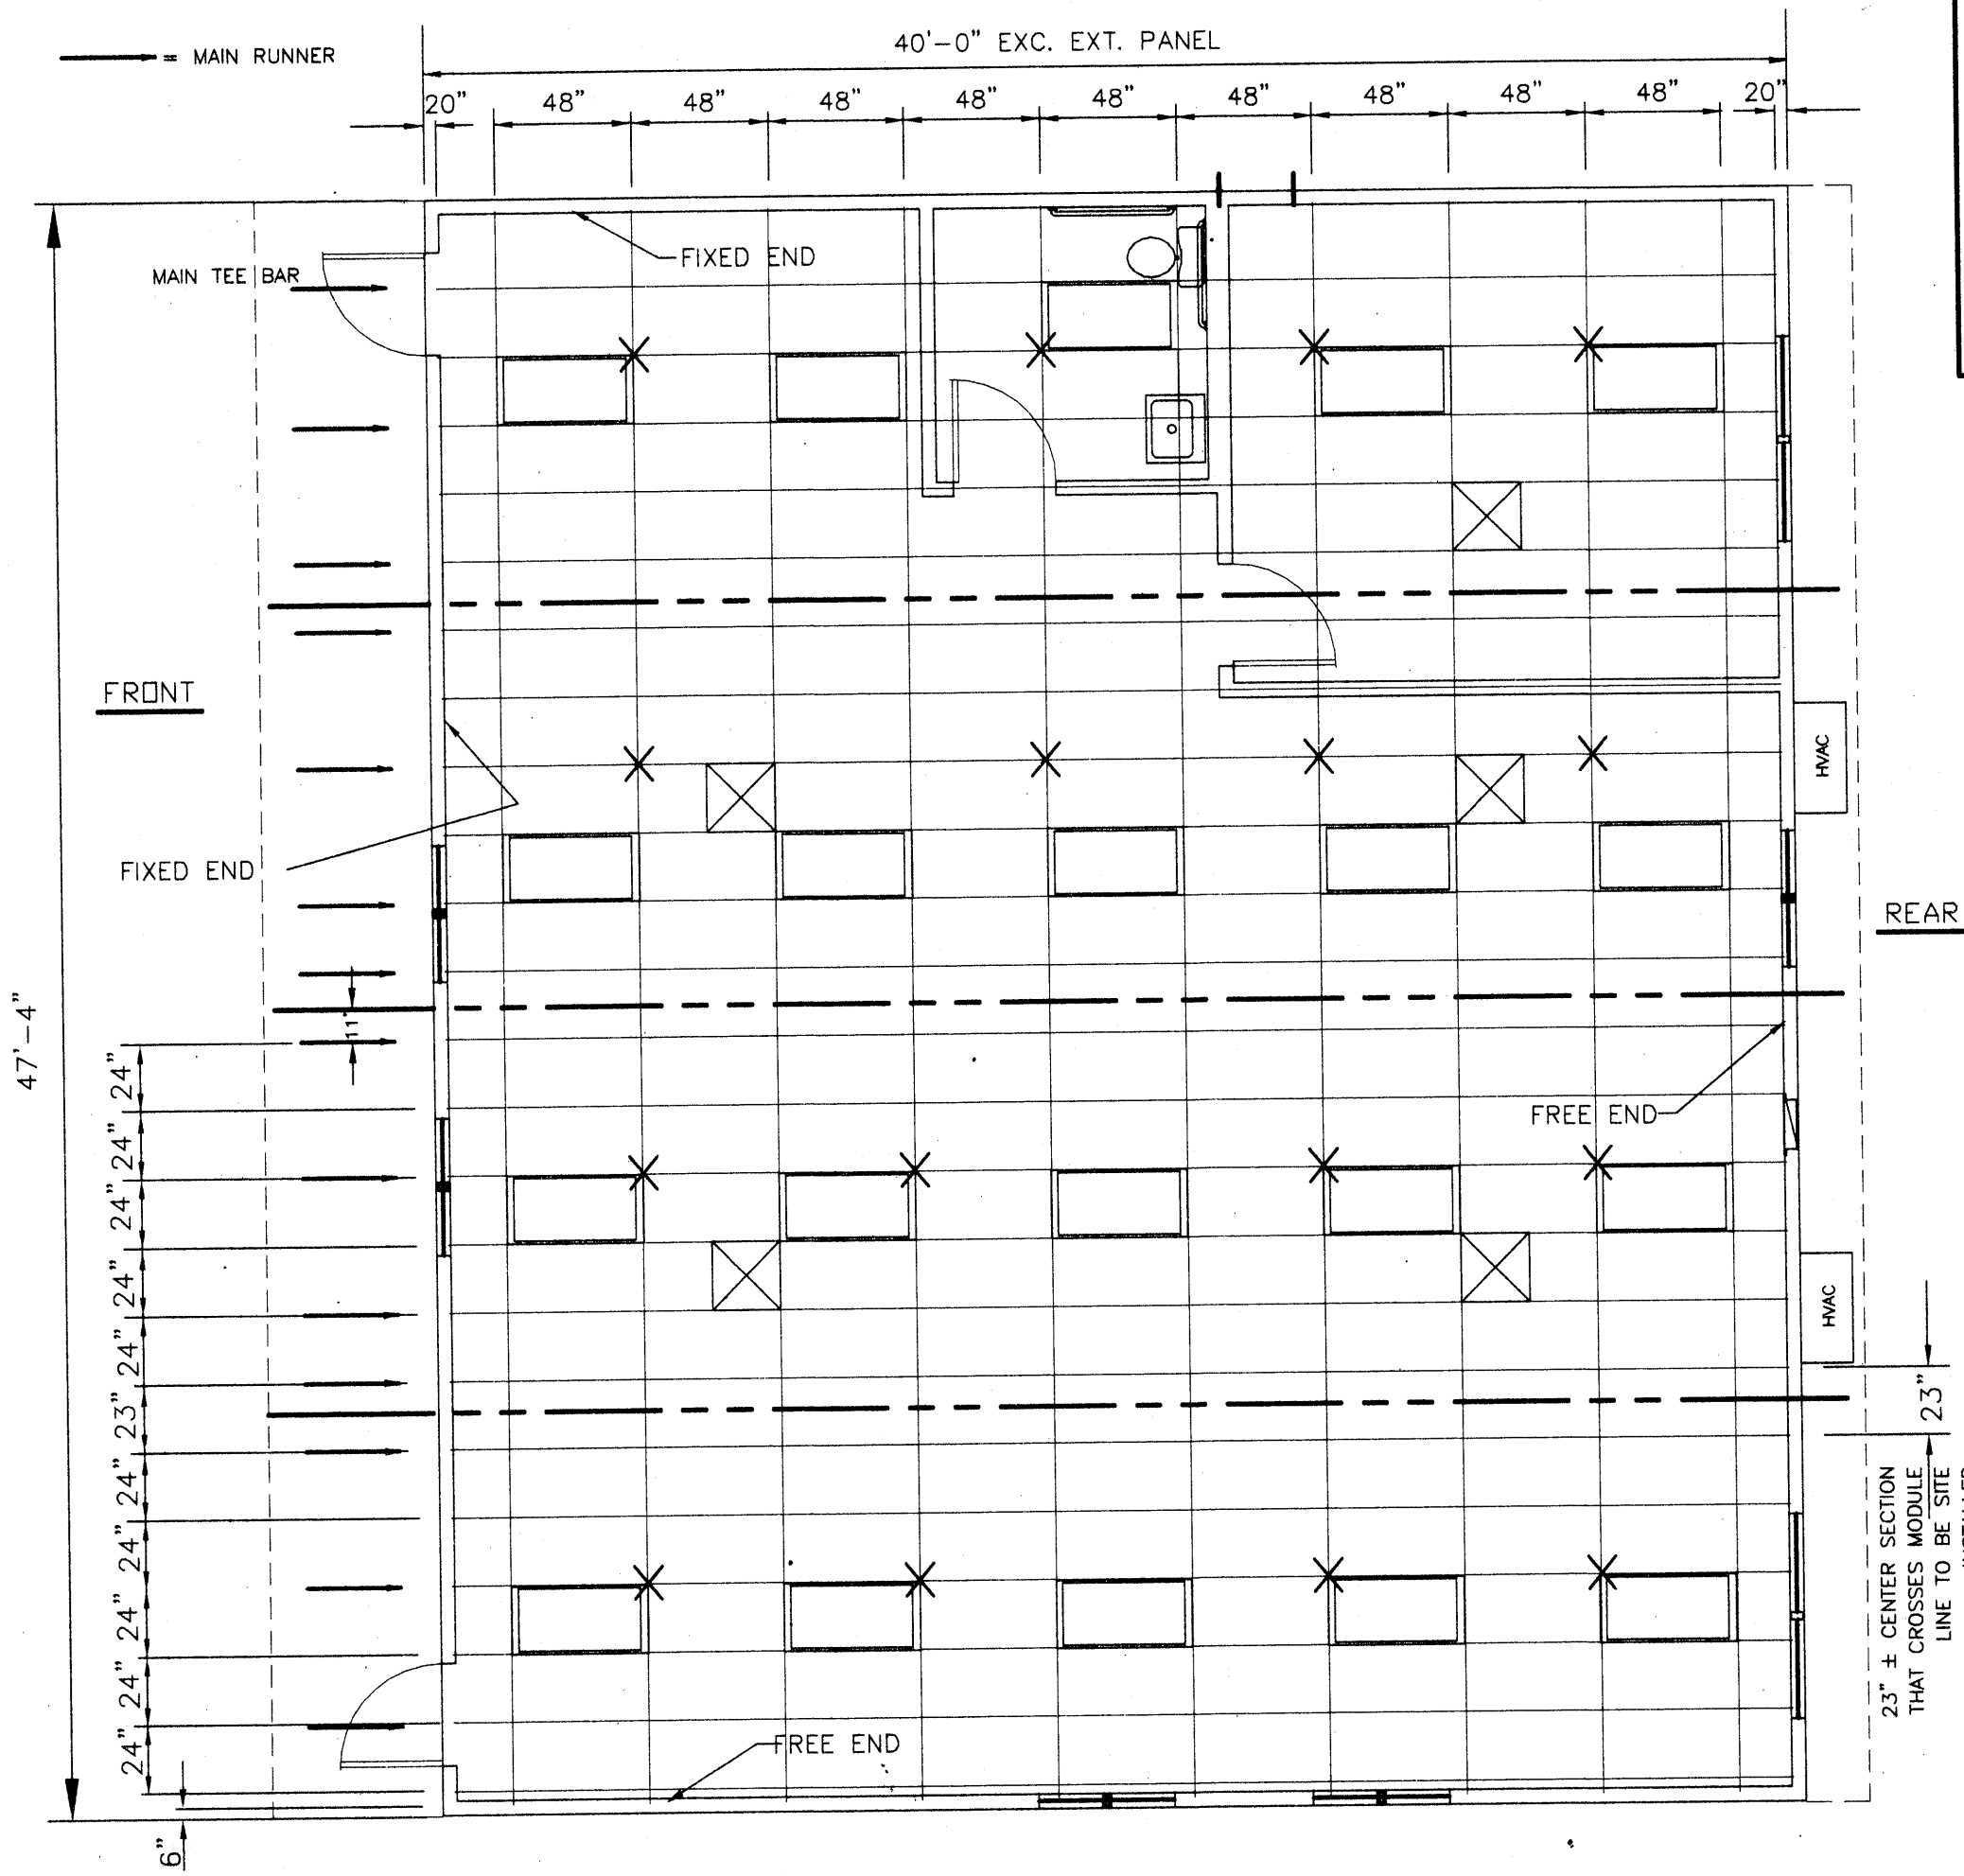 = MAIN RUNNER
40'-0" EXC. EXT. PANEL
20" 48" 48" 48" 48" 48" 48" 48" 48" 48" 20"
FIXED END
MAIN TEE BAR
FRONT
HVAC
FIXED END
REAR
47'-4"
11"
24"
24"
24"
24"
24"
23"
24"
24"
24"
24"
24"
6"
FREE END
HVAC
23"
23" ± CENTER SECTION
THAT CROSSES MODULE
LINE TO BE SITE
FREE END